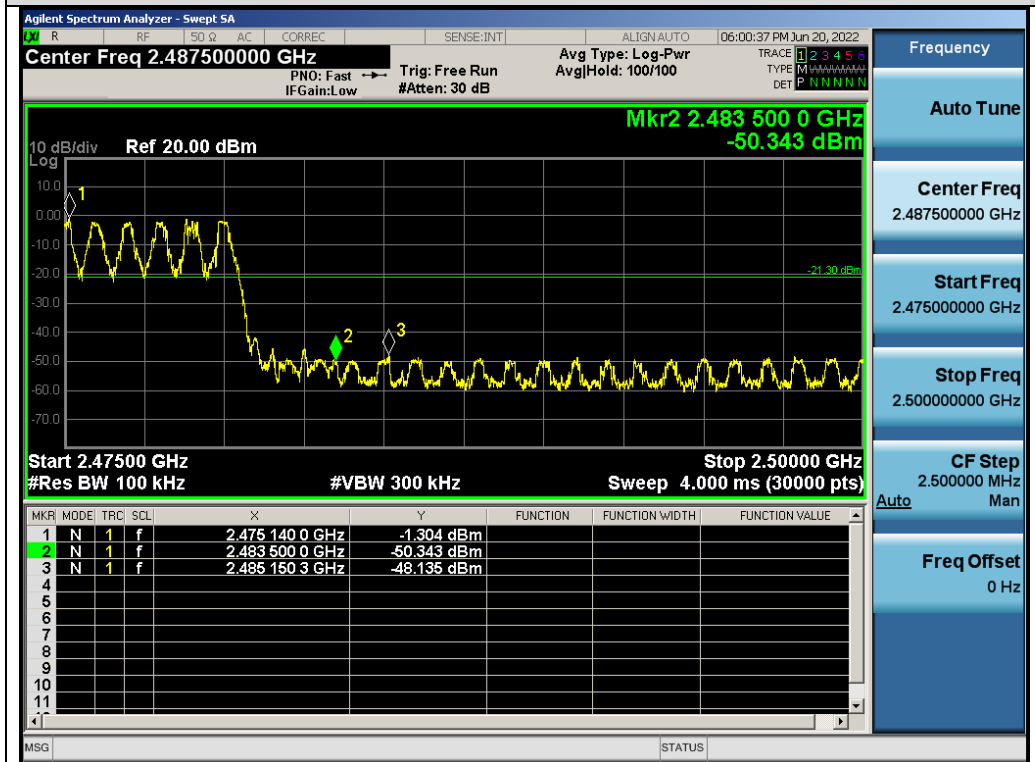 Agilent Spectrum Analyzer - Swept SA
LXI R RF 50 Ω AC CORREC SENSE:INT ALIGN AUTO 06:00:37 PM Jun 20, 2022
Center Freq 2.487500000 GHz
Avg Type: Log-Pwr
TRACE 1 2 3 4 5 6
PNO: Fast Trig: Free Run Avg|Hold: 100/100
TYPE M
IFGain:Low #Atten: 30 dB
DET P N N N N N
Mkr2 2.483 500 0 GHz
-50.343 dBm
10 dB/div Ref 20.00 dBm
Log
10.0
0.00
-10.0
-20.0
-30.0
-40.0
-50.0
-60.0
-70.0
1
-21.30 dBm
2
3
Start 2.47500 GHz Stop 2.50000 GHz
#Res BW 100 kHz #VBW 300 kHz Sweep 4.000 ms (30000 pts)
MKR MODE TRC SCL X Y FUNCTION FUNCTION WIDTH FUNCTION VALUE
1 N 1 f 2.475 140 0 GHz -1.304 dBm
2 N 1 f 2.483 500 0 GHz -50.343 dBm
3 N 1 f 2.485 150 3 GHz -48.135 dBm
4
5
6
7
8
9
10
11
MSG STATUS
Frequency
Auto Tune
Center Freq
2.487500000 GHz
Start Freq
2.475000000 GHz
Stop Freq
2.500000000 GHz
CF Step
2.500000 MHz
Auto Man
Freq Offset
0 Hz